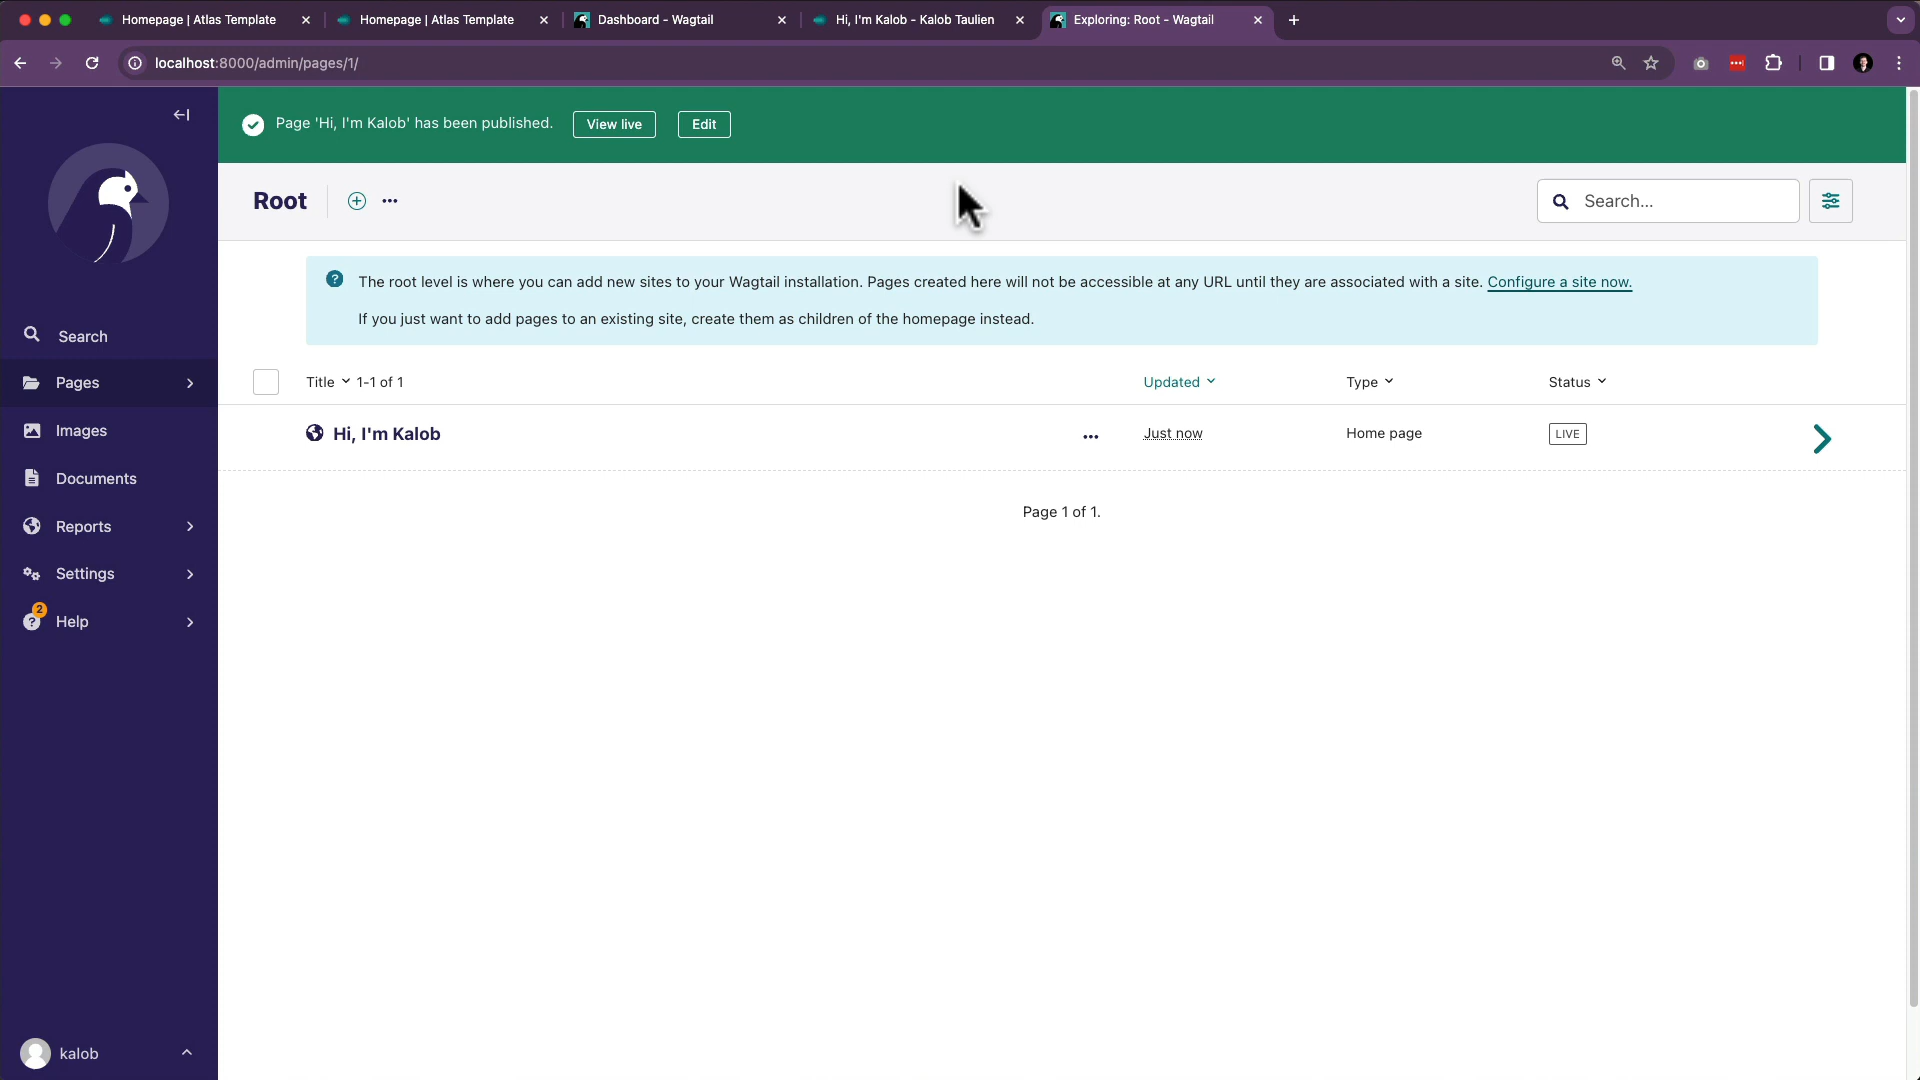 Homepage | Atlas Template
Homepage | Atlas Template
Dashboard - Wagtail
Hi, I'm Kalob - Kalob Taulien
Exploring: Root - Wagtail
localhost:8000/admin/pages/1/
Page 'Hi, I'm Kalob' has been published.
View live
Edit
Root
Search...
The root level is where you can add new sites to your Wagtail installation. Pages created here will not be accessible at any URL until they are associated with a site. Configure a site now.
If you just want to add pages to an existing site, create them as children of the homepage instead.
Search
Pages
Images
Documents
Reports
Settings
2
Help
Title 1-1 of 1
Updated
Type
Status
Hi, I'm Kalob
Just now
Home page
LIVE
Page 1 of 1.
kalob